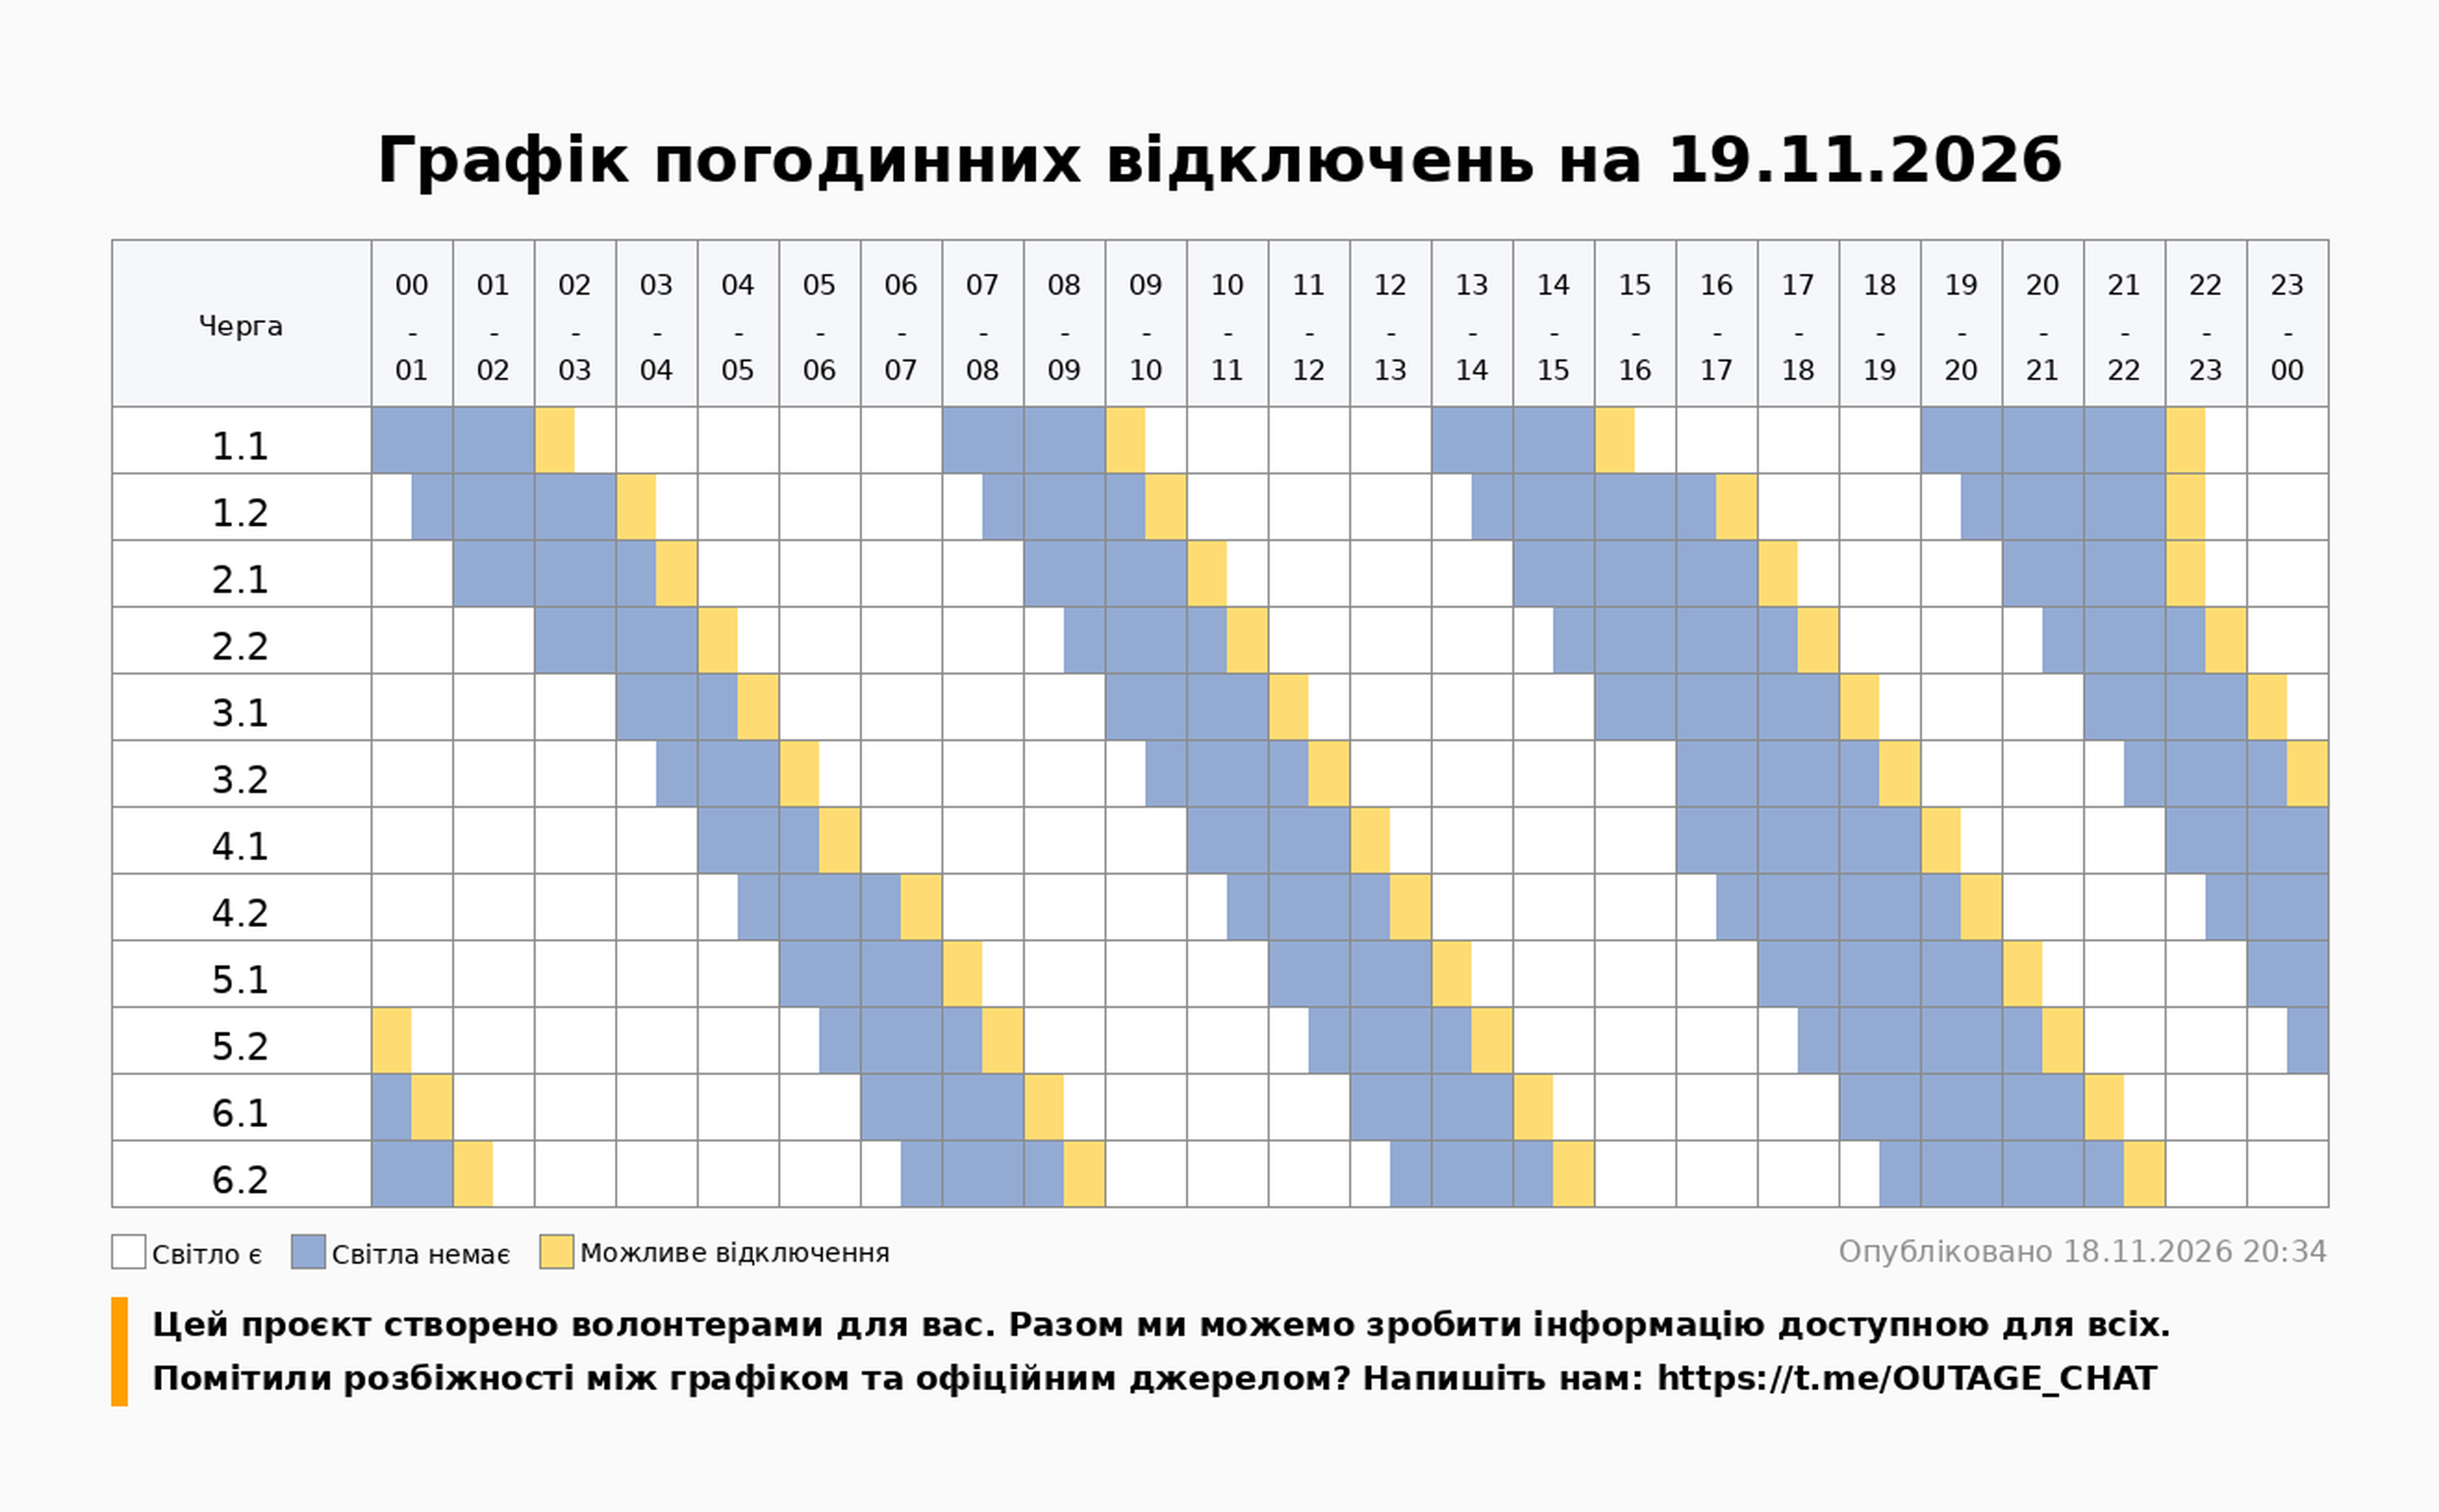 Графік погодинних відключень на 19.11.2026
Черга
00 - 01
01 - 02
02 - 03
03 - 04
04 - 05
05 - 06
06 - 07
07 - 08
08 - 09
09 - 10
10 - 11
11 - 12
12 - 13
13 - 14
14 - 15
15 - 16
16 - 17
17 - 18
18 - 19
19 - 20
20 - 21
21 - 22
22 - 23
23 - 00
1.1
1.2
2.1
2.2
3.1
3.2
4.1
4.2
5.1
5.2
6.1
6.2
Світло є
Світла немає
Можливе відключення
Опубліковано 18.11.2026 20:34
Цей проєкт створено волонтерами для вас. Разом ми можемо зробити інформацію доступною для всіх.
Помітили розбіжності між графіком та офіційним джерелом? Напишіть нам: https://t.me/OUTAGE_CHAT